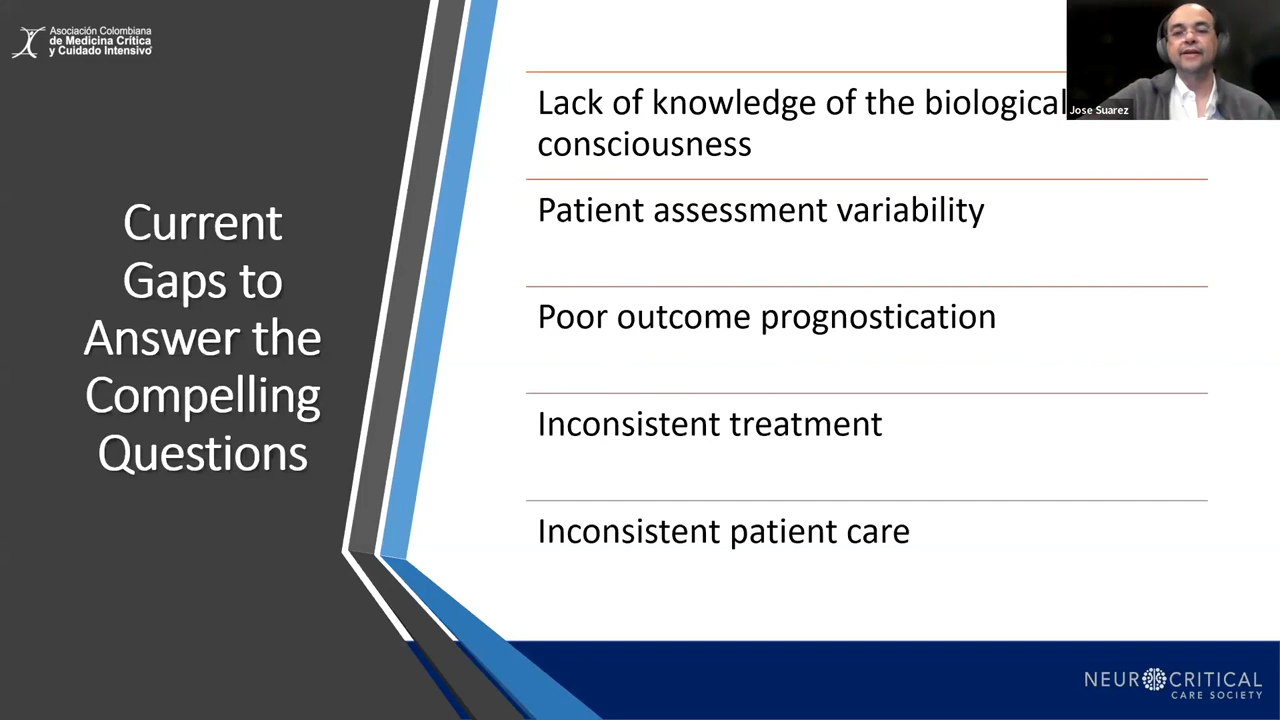 Asociación Colombiana
de Medicina Crítica
y Cuidado Intensivo
Current
Gaps to
Answer the
Compelling
Questions
Lack of knowledge of the biological
consciousness
Patient assessment variability
Poor outcome prognostication
Inconsistent treatment
Inconsistent patient care
Jose Suarez
NEUROCRITICAL
CARE SOCIETY